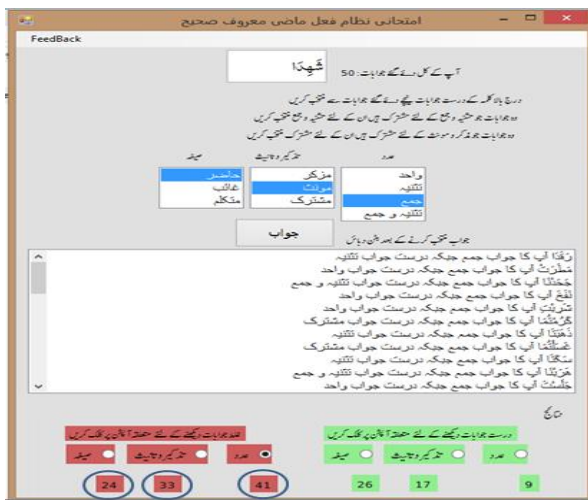 امتحانی نظام فعل ماضی معروف صحیح
FeedBack
آپ کے کل دئے گئے جوابات: 50
شَهِدَا
درج بالا کلمہ کے درست جوابات نیچے دئے گئے جوابات سے منتخب کریں
وہ جوابات جو تثنیہ و جمع کے لئے مشترک ہیں ان کے لئے تثنیہ و جمع منتخب کریں
وہ جوابات جو مذکر و مونث کے لئے مشترک ہیں ان کے لئے مشترک منتخب کریں
عدد تذکیر و تانیث صیغہ
واحد مزکر حاضر
تثنیہ مونث غائب
جمع مشترک متکلم
تثنیہ و جمع
جواب منتخب کرنے کے بعد بٹن دبائں
جواب
رَقَدَا آپ کا جواب جمع جبکہ درست جواب تثنیہ
مَطَرَتْ آپ کا جواب جمع جبکہ درست جواب واحد
جَحَدْنَا آپ کا جواب جمع جبکہ درست جواب تثنیہ و جمع
نَفَخَ آپ کا جواب جمع جبکہ درست جواب واحد
شَرِبْتِ آپ کا جواب جمع جبکہ درست جواب واحد
كَرُمْتُمَا آپ کا جواب جمع جبکہ درست جواب مشترک
ذَهَبَتَا آپ کا جواب جمع جبکہ درست جواب تثنیہ
غَسَلْتُمَا آپ کا جواب جمع جبکہ درست جواب مشترک
سَكَتَا آپ کا جواب جمع جبکہ درست جواب تثنیہ
هَرَبْنَا آپ کا جواب جمع جبکہ درست جواب تثنیہ و جمع
جَلَسْتُ آپ کا جواب جمع جبکہ درست جواب واحد
نتائج
درست جوابات دیکھنے کے لئے متعلقہ آپشن پر کلک کریں
غلط جوابات دیکھنے کے لئے متعلقہ آپشن پر کلک کریں
عدد تذکیر و تانیث صیغہ عدد تذکیر و تانیث صیغہ
9 17 26 41 33 24